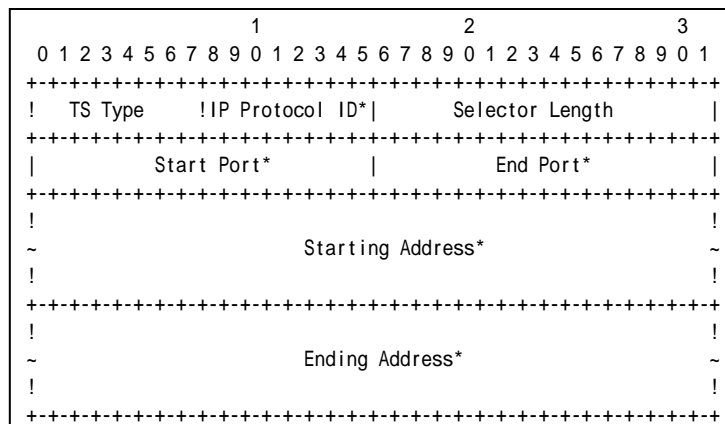 1                   2                   3
 0 1 2 3 4 5 6 7 8 9 0 1 2 3 4 5 6 7 8 9 0 1 2 3 4 5 6 7 8 9 0 1
+-+-+-+-+-+-+-+-+-+-+-+-+-+-+-+-+-+-+-+-+-+-+-+-+-+-+-+-+-+-+-+-+
!   TS Type     !IP Protocol ID*|       Selector Length         |
+-+-+-+-+-+-+-+-+-+-+-+-+-+-+-+-+-+-+-+-+-+-+-+-+-+-+-+-+-+-+-+-+
|           Start Port*         |           End Port*           |
+-+-+-+-+-+-+-+-+-+-+-+-+-+-+-+-+-+-+-+-+-+-+-+-+-+-+-+-+-+-+-+-+
!                                                               !
~                         Starting Address*                     ~
!                                                               !
+-+-+-+-+-+-+-+-+-+-+-+-+-+-+-+-+-+-+-+-+-+-+-+-+-+-+-+-+-+-+-+-+
!                                                               !
~                         Ending Address*                       ~
!                                                               !
+-+-+-+-+-+-+-+-+-+-+-+-+-+-+-+-+-+-+-+-+-+-+-+-+-+-+-+-+-+-+-+-+